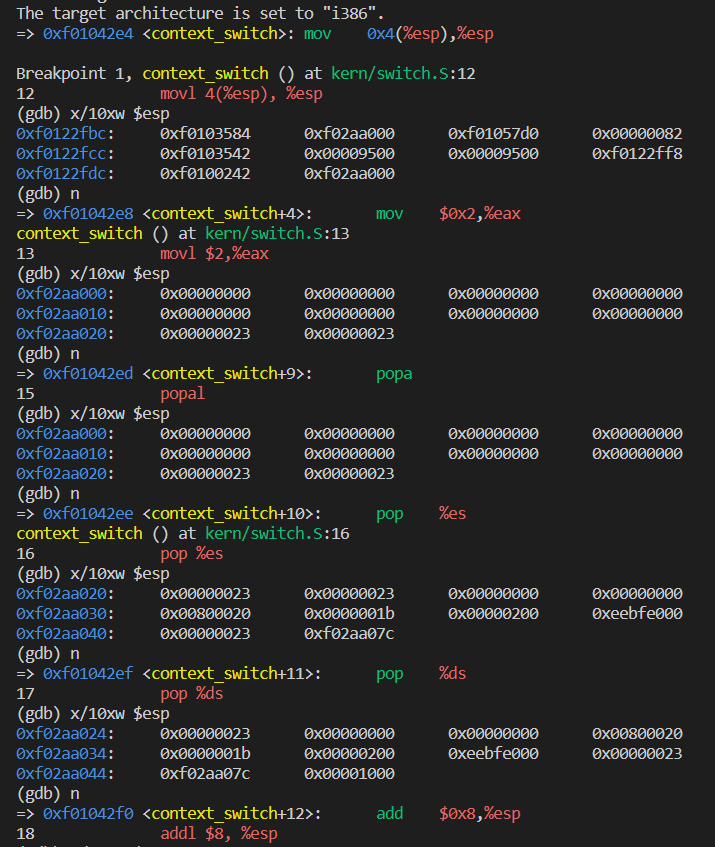 The target architecture is set to "i386".
=> 0xf01042e4 <context_switch>: mov    0x4(%esp),%esp
Breakpoint 1, context_switch () at kern/switch.S:12
12              movl 4(%esp), %esp
(gdb) x/10xw $esp
0xf0122fbc:     0xf0103584      0xf02aa000      0xf01057d0      0x00000082
0xf0122fcc:     0xf0103542      0x00009500      0x00009500      0xf0122ff8
0xf0122fdc:     0xf0100242      0xf02aa000
(gdb) n
=> 0xf01042e8 <context_switch+4>:       mov    $0x2,%eax
context_switch () at kern/switch.S:13
13              movl $2,%eax
(gdb) x/10xw $esp
0xf02aa000:     0x00000000      0x00000000      0x00000000      0x00000000
0xf02aa010:     0x00000000      0x00000000      0x00000000      0x00000000
0xf02aa020:     0x00000023      0x00000023
(gdb) n
=> 0xf01042ed <context_switch+9>:       popa
15              popal
(gdb) x/10xw $esp
0xf02aa000:     0x00000000      0x00000000      0x00000000      0x00000000
0xf02aa010:     0x00000000      0x00000000      0x00000000      0x00000000
0xf02aa020:     0x00000023      0x00000023
(gdb) n
=> 0xf01042ee <context_switch+10>:      pop    %es
context_switch () at kern/switch.S:16
16              pop %es
(gdb) x/10xw $esp
0xf02aa020:     0x00000023      0x00000023      0x00000000      0x00000000
0xf02aa030:     0x00800020      0x0000001b      0x00000200      0xeebfe000
0xf02aa040:     0x00000023      0xf02aa07c
(gdb) n
=> 0xf01042ef <context_switch+11>:      pop    %ds
17              pop %ds
(gdb) x/10xw $esp
0xf02aa024:     0x00000023      0x00000000      0x00000000      0x00800020
0xf02aa034:     0x0000001b      0x00000200      0xeebfe000      0x00000023
0xf02aa044:     0xf02aa07c      0x00001000
(gdb) n
=> 0xf01042f0 <context_switch+12>:      add    $0x8,%esp
18              addl $8, %esp